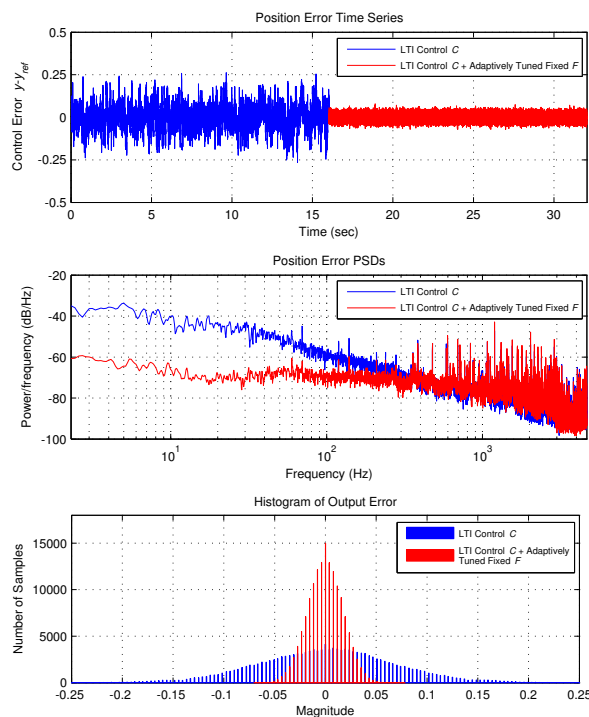 Position Error Time Series
0.5
0.25
0
-0.25
-0.5
Control Error y-y_ref
LTI Control C
LTI Control C + Adaptively Tuned Fixed F
0
5
10
15
20
25
30
Time (sec)
Position Error PSDs
-20
-40
-60
-80
-100
Power/frequency (dB/Hz)
LTI Control C
LTI Control C + Adaptively Tuned Fixed F
10^1
10^2
10^3
Frequency (Hz)
Histogram of Output Error
15000
10000
5000
0
Number of Samples
LTI Control C
LTI Control C + Adaptively
Tuned Fixed F
-0.25
-0.2
-0.15
-0.1
-0.05
0
0.05
0.1
0.15
0.2
0.25
Magnitude